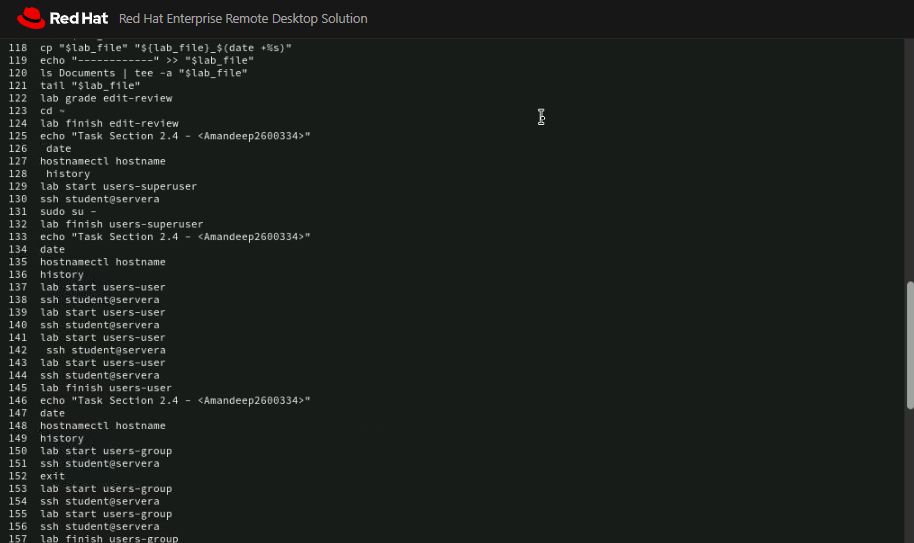 Red Hat Red Hat Enterprise Remote Desktop Solution
118 cp "$lab_file" "${lab_file}_$(date +%s)"
119 echo "------------" >> "$lab_file"
120 ls Documents | tee -a "$lab_file"
121 tail "$lab_file"
122 lab grade edit-review
123 cd ~
124 lab finish edit-review
125 echo "Task Section 2.4 - <Amandeep2600334>"
126  date
127 hostnamectl hostname
128  history
129 lab start users-superuser
130 ssh student@servera
131 sudo su -
132 lab finish users-superuser
133 echo "Task Section 2.4 - <Amandeep2600334>"
134 date
135 hostnamectl hostname
136 history
137 lab start users-user
138 ssh student@servera
139 lab start users-user
140 ssh student@servera
141 lab start users-user
142  ssh student@servera
143 lab start users-user
144 ssh student@servera
145 lab finish users-user
146 echo "Task Section 2.4 - <Amandeep2600334>"
147 date
148 hostnamectl hostname
149 history
150 lab start users-group
151 ssh student@servera
152 exit
153 lab start users-group
154 ssh student@servera
155 lab start users-group
156 ssh student@servera
157 lab finish users-group